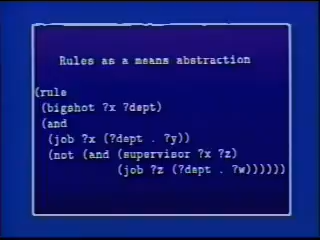 Rules as a means abstraction
(rule
(bigshot ?x ?dept)
(and
(job ?x (?dept . ?y))
(not (and (supervisor ?x ?z)
(job ?z (?dept . ?w))))))